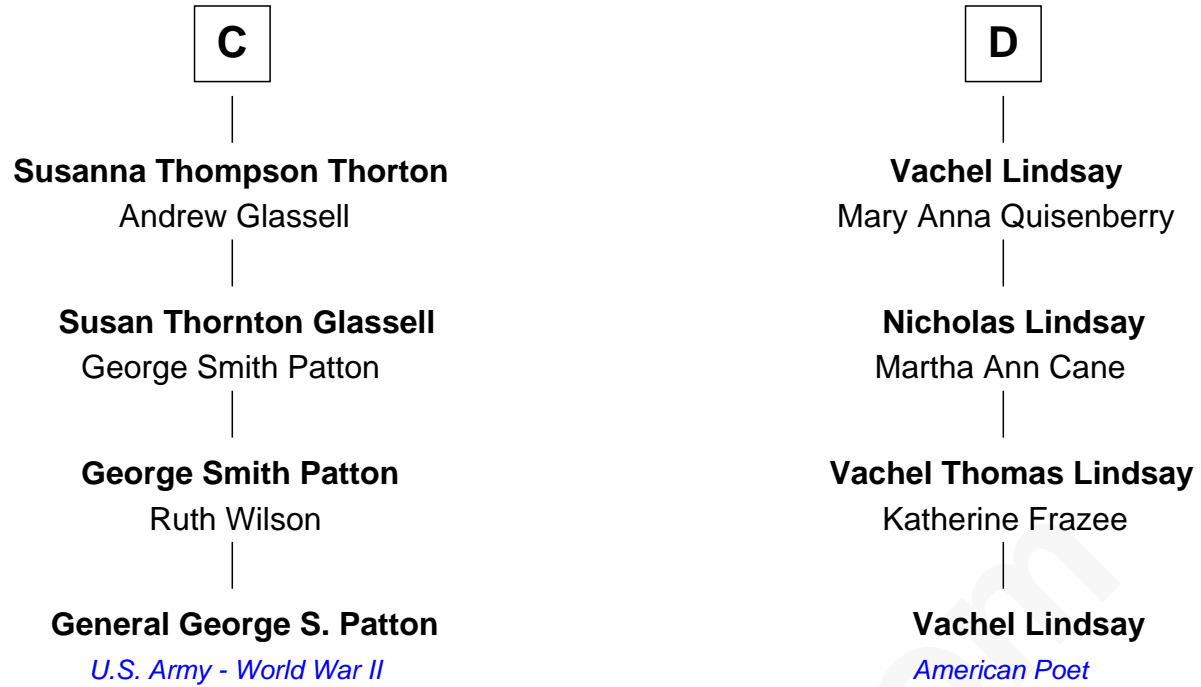 C
Susanna Thompson Thorton
Andrew Glassell
Susan Thornton Glassell
George Smith Patton
George Smith Patton
Ruth Wilson
General George S. Patton
U.S. Army - World War II
D
Vachel Lindsay
Mary Anna Quisenberry
Nicholas Lindsay
Martha Ann Cane
Vachel Thomas Lindsay
Katherine Frazee
Vachel Lindsay
American Poet
om